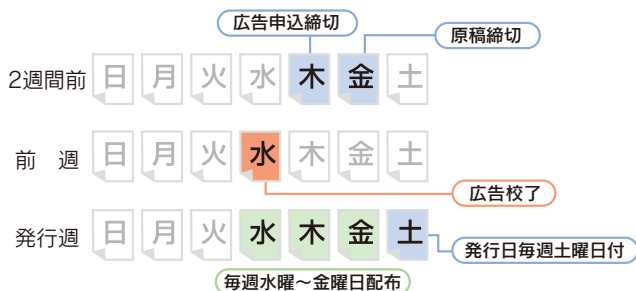 広告申込締切
原稿締切
2週間前 日 月 火 水 木 金 土
前 週 日 月 火 水 木 金 土
広告校了
発行週 日 月 火 水 木 金 土
発行日毎週土曜日付
毎週水曜～金曜日配布